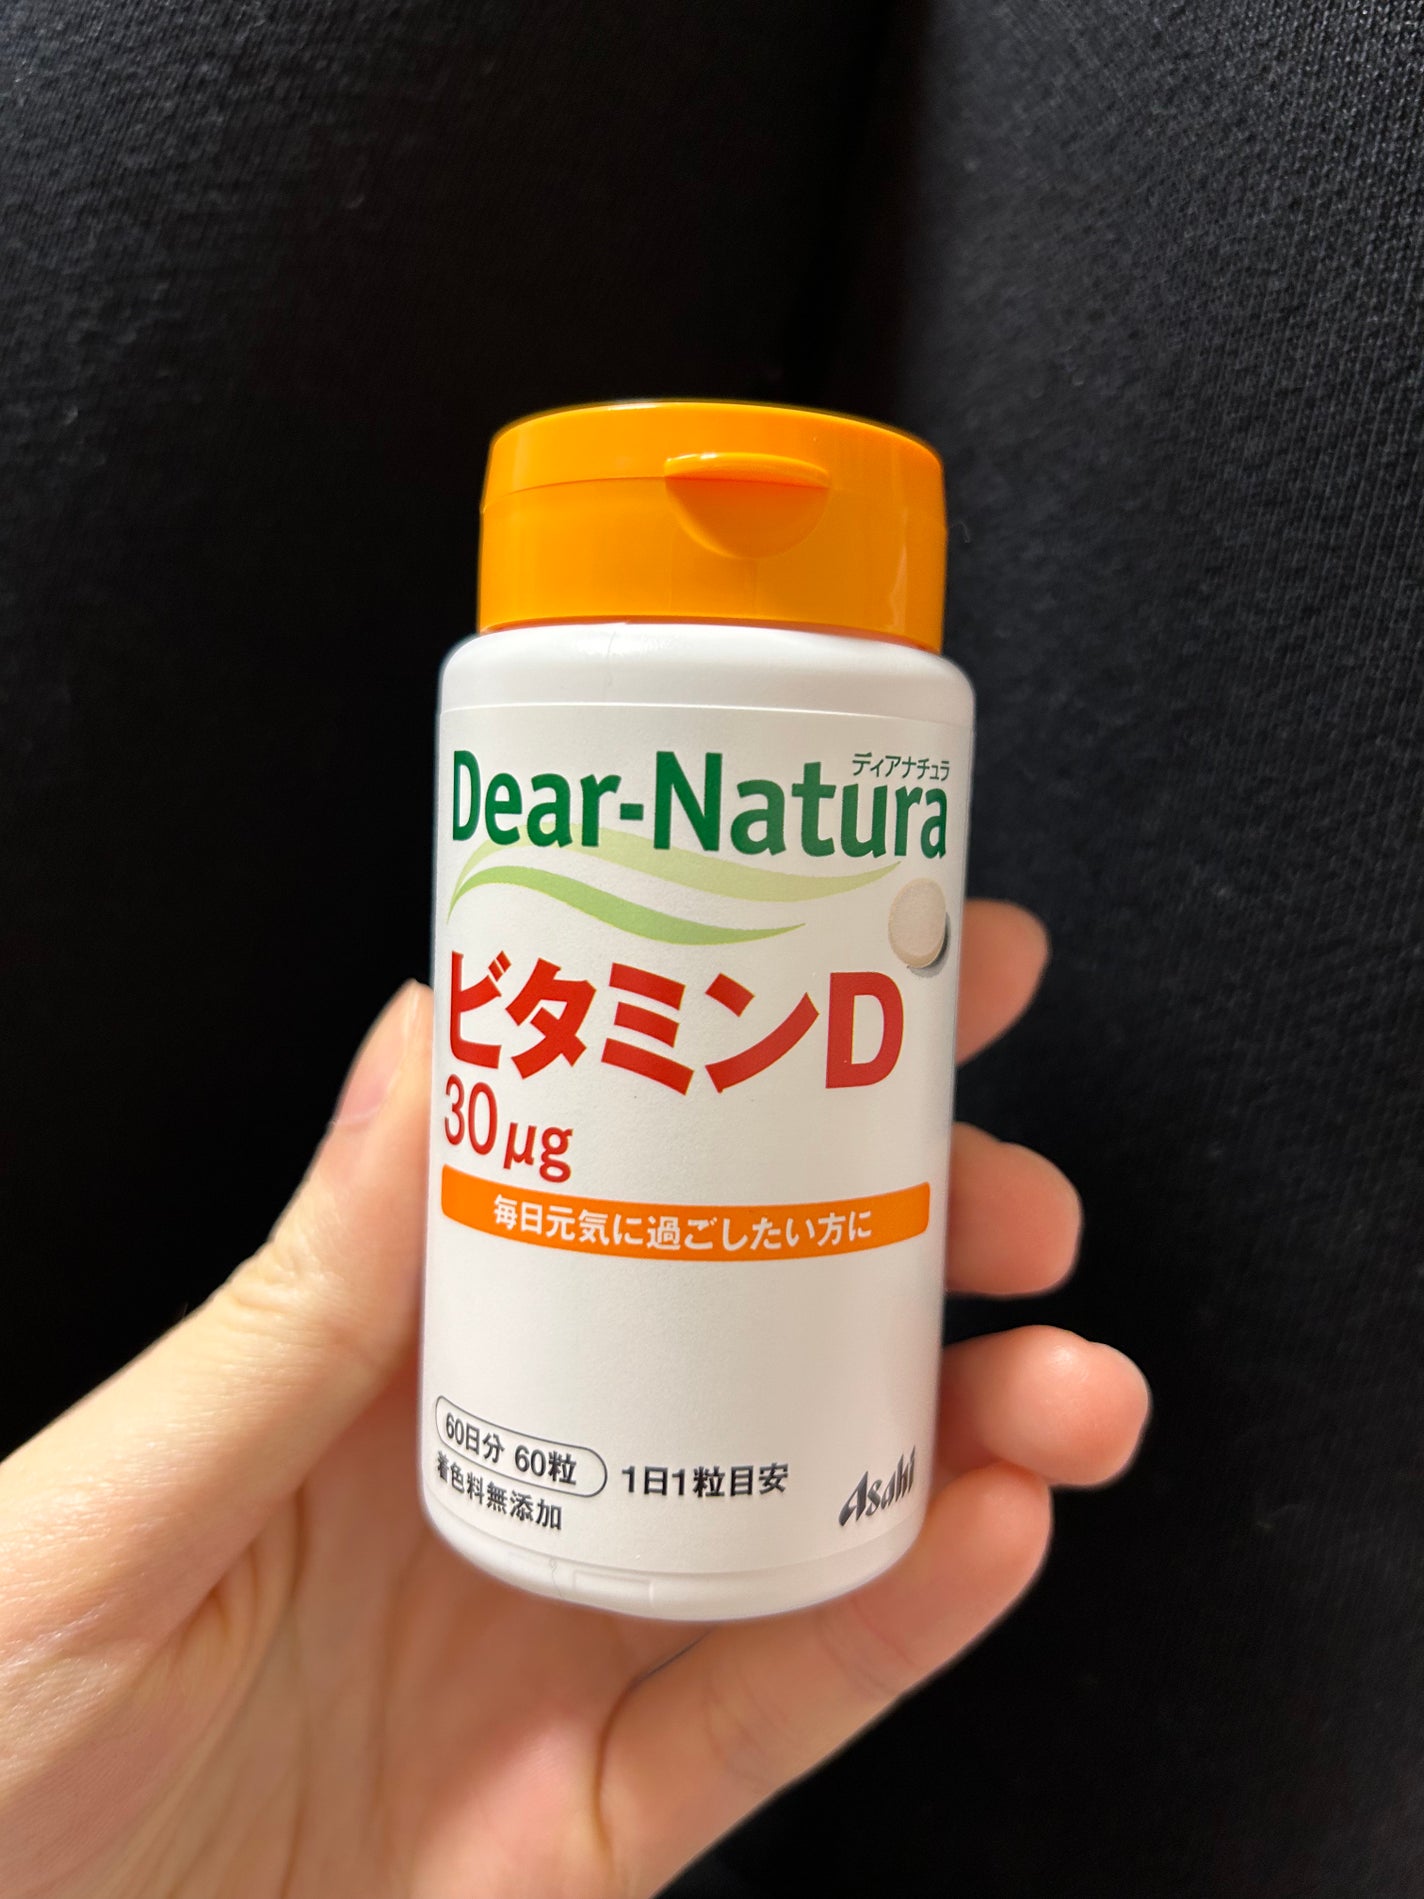 ディアナチュラ
Dear-Natura
ビタミンD
30μg
毎日元気に過ごしたい方に
60日分 60粒 1日1粒目安
着色料無添加
Asahi